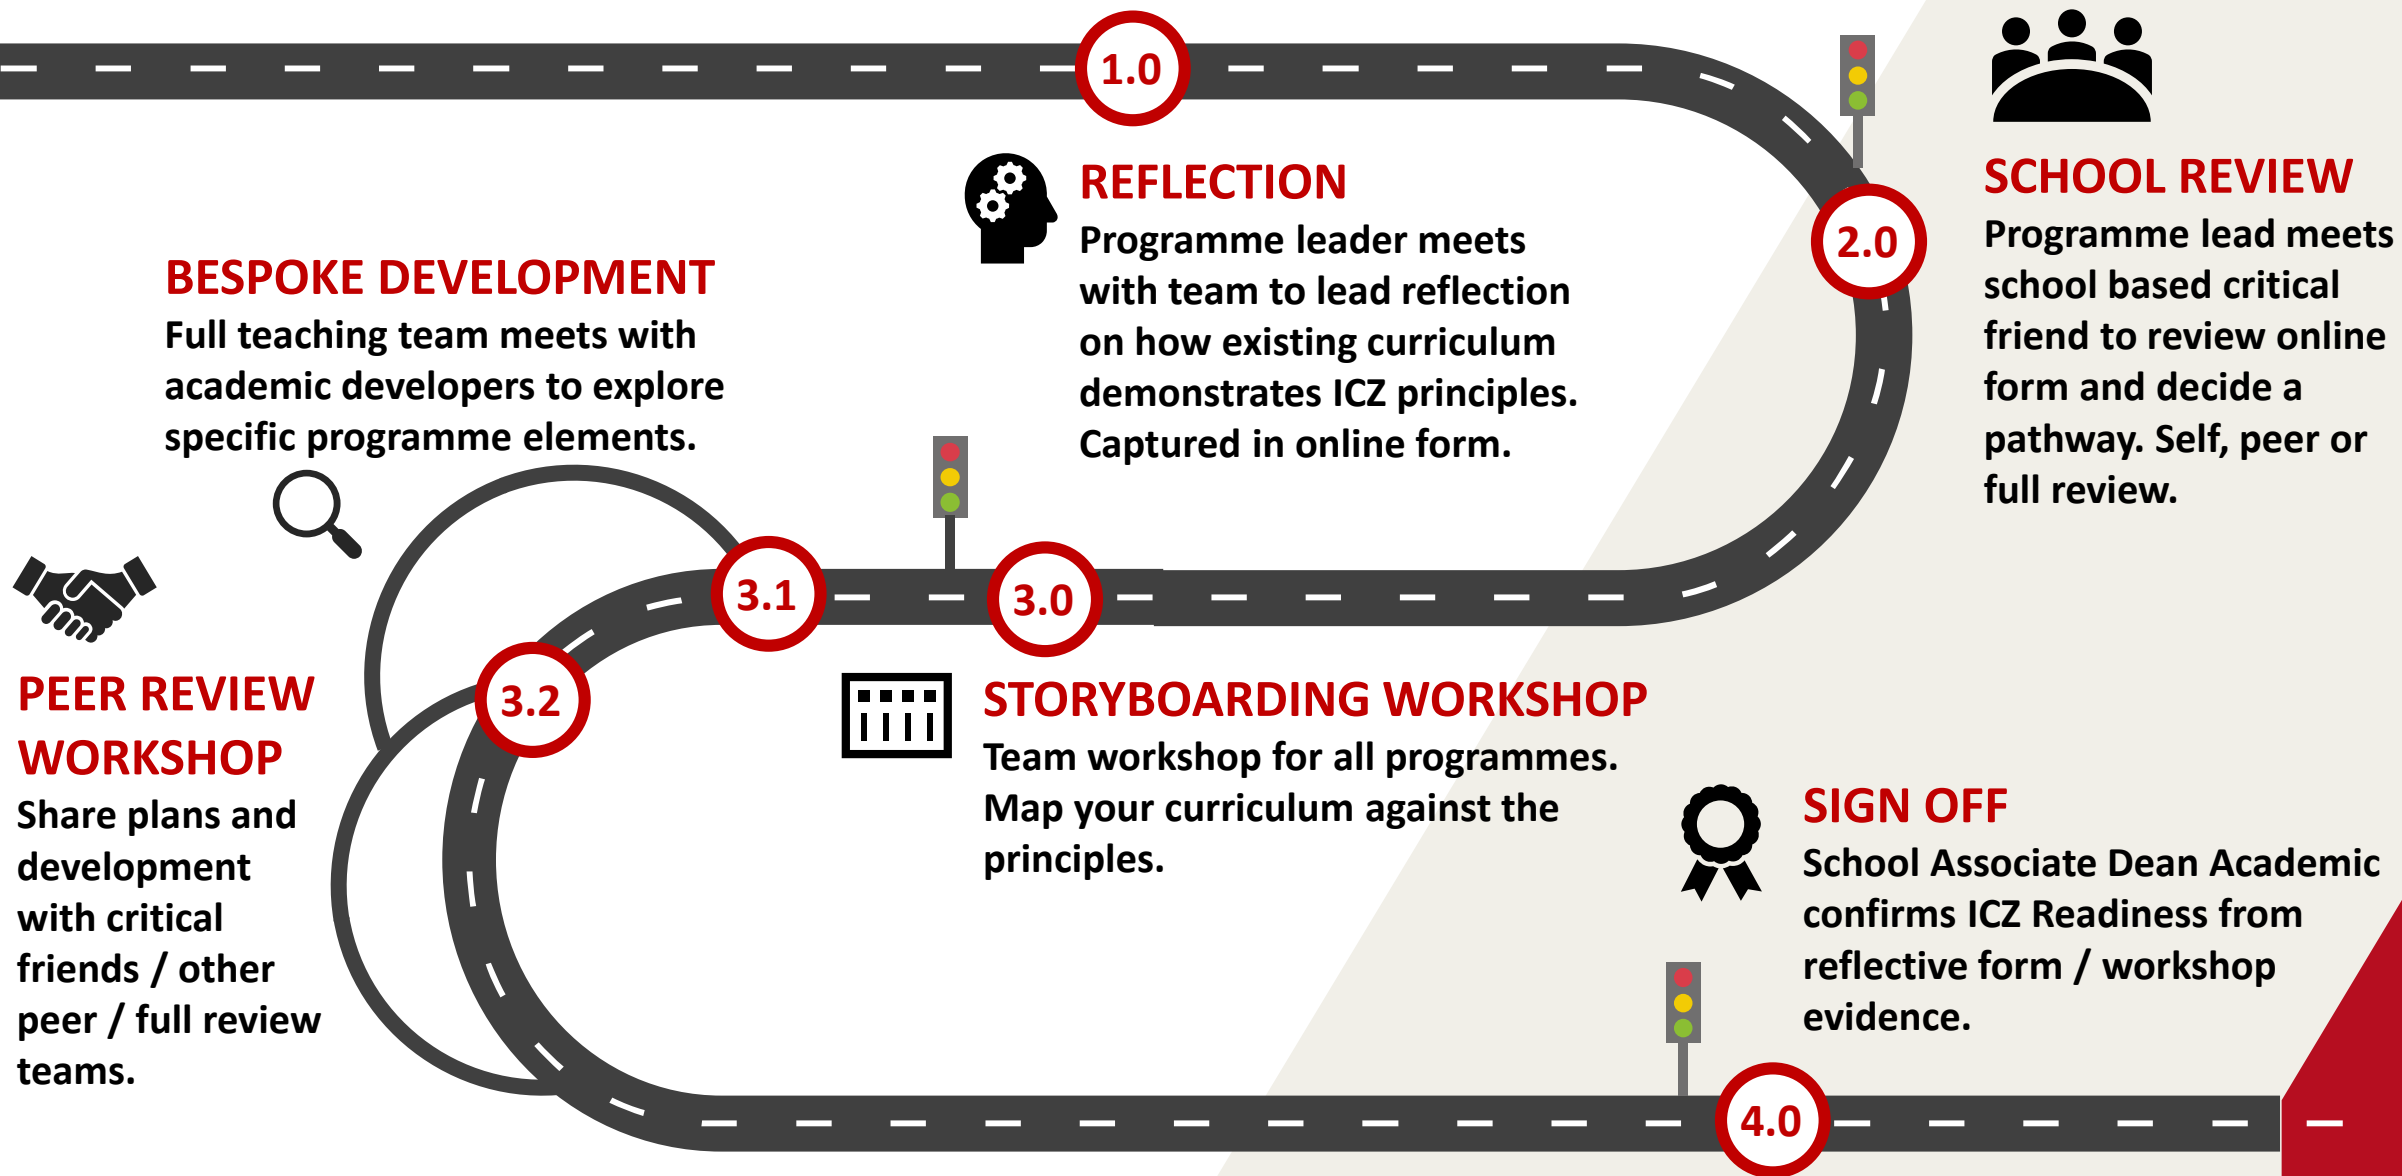 1.0
REFLECTION
Programme leader meets
with team to lead reflection
on how existing curriculum
demonstrates ICZ principles.
Captured in online form.
2.0
SCHOOL REVIEW
Programme lead meets
school based critical
friend to review online
form and decide a
pathway. Self, peer or
full review.
3.0
STORYBOARDING WORKSHOP
Team workshop for all programmes.
Map your curriculum against the
principles.
3.1
BESPOKE DEVELOPMENT
Full teaching team meets with
academic developers to explore
specific programme elements.
3.2
PEER REVIEW
WORKSHOP
Share plans and
development
with critical
friends / other
peer / full review
teams.
4.0
SIGN OFF
School Associate Dean Academic
confirms ICZ Readiness from
reflective form / workshop
evidence.